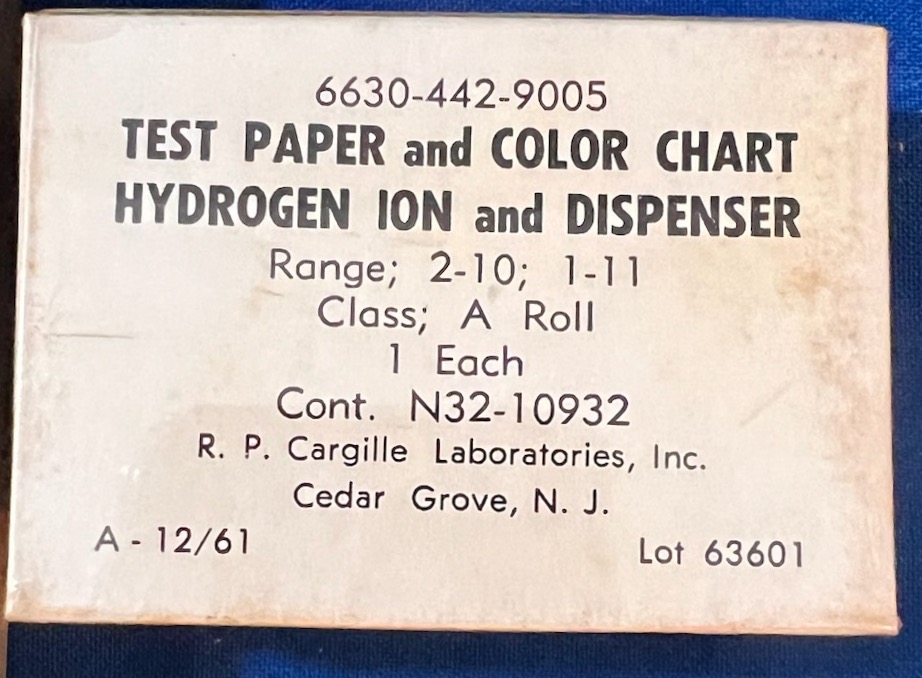 6630-442-9005
TEST PAPER and COLOR CHART
HYDROGEN ION and DISPENSER
Range; 2-10; 1-11
Class; A Roll
1 Each
Cont. N32-10932
R. P. Cargille Laboratories, Inc.
Cedar Grove, N. J.
A - 12/61 Lot 63601